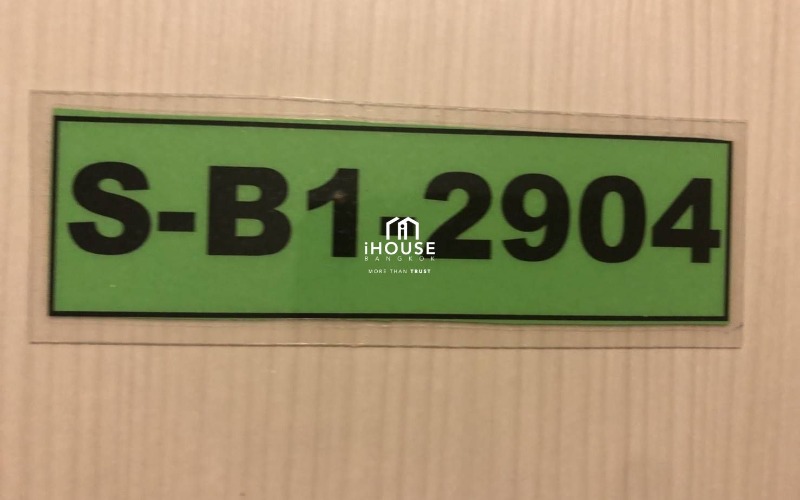 S-B1-2904
iHOUSE
BANGKOK
MORE THAN TRUST